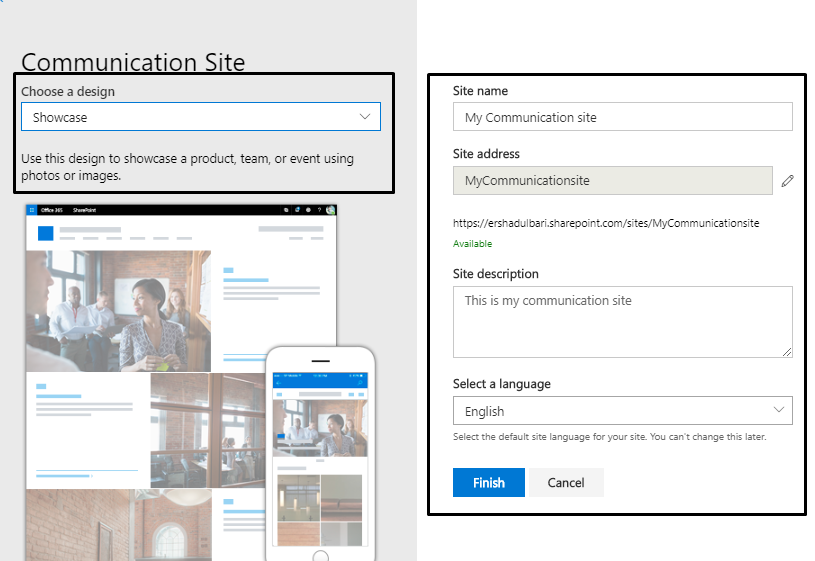 Communication Site
Choose a design
Showcase
Use this design to showcase a product, team, or event using
photos or images.
Office 365 SharePoint
?
Site name
My Communication site
Site address
MyCommunicationsite
https://ershadulbari.sharepoint.com/sites/MyCommunicationsite
Available
Site description
This is my communication site
Select a language
English
Select the default site language for your site. You can't change this later.
Finish Cancel